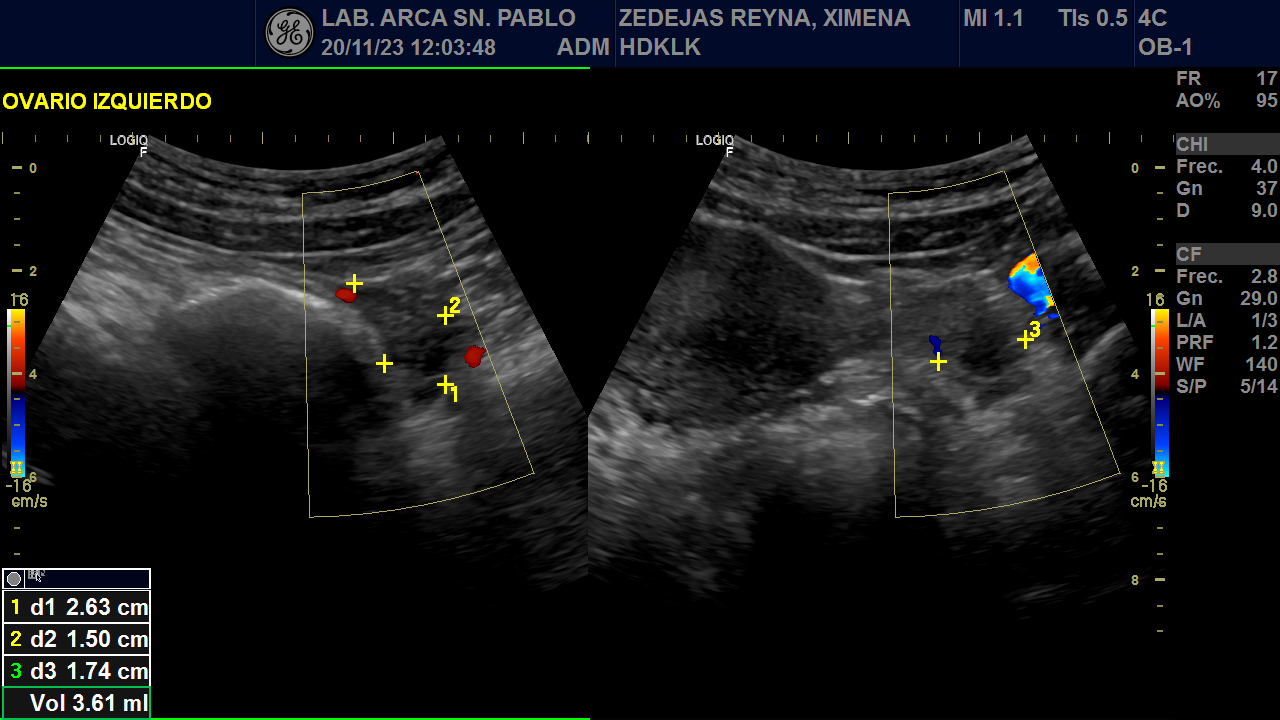 LAB. ARCA SN. PABLO
20/11/23 12:03:48 ADM
ZEDEJAS REYNA, XIMENA
HDKLK
MI 1.1 TIs 0.5
4C
OB-1
OVARIO IZQUIERDO
FR 17
AO% 95
CHI
Frec. 4.0
Gn 37
D 9.0
CF
Frec. 2.8
Gn 29.0
L/A 1/3
PRF 1.2
WF 140
S/P 5/14
LOGIQ
F
LOGIQ
F
0
2
4
6
16
-16
cm/s
2
1
3
0
2
4
6
8
16
-16
cm/s
1 d1 2.63 cm
2 d2 1.50 cm
3 d3 1.74 cm
Vol 3.61 ml